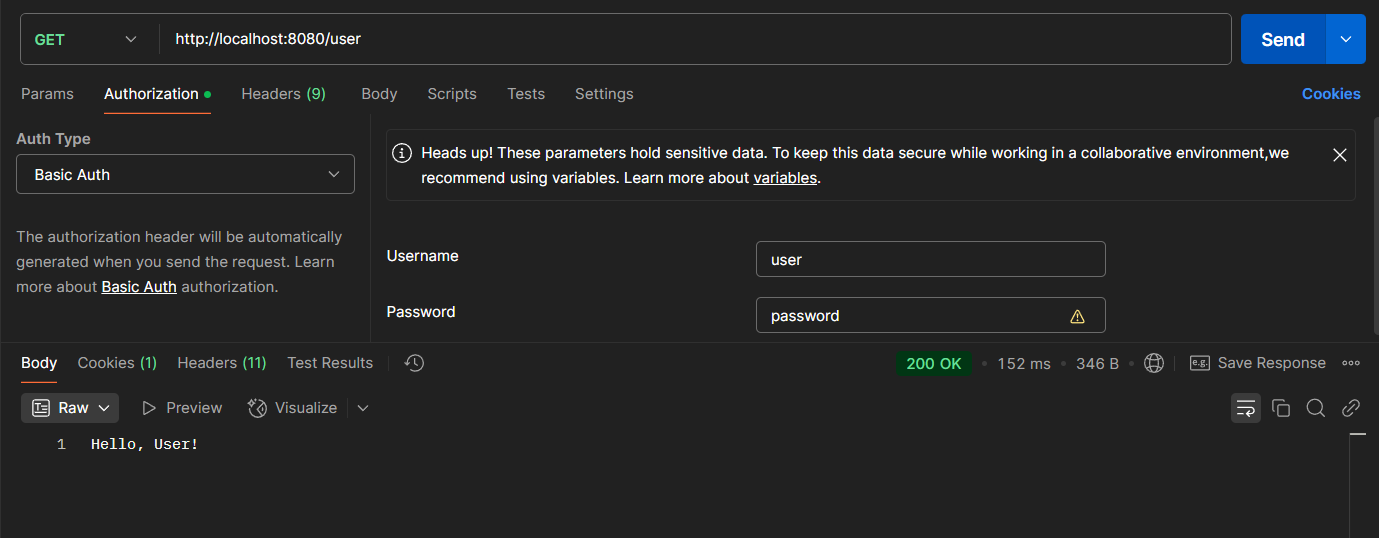 GET
http://localhost:8080/user
Send
Params
Authorization
Headers (9)
Body
Scripts
Tests
Settings
Cookies
Auth Type
Basic Auth
The authorization header will be automatically
generated when you send the request. Learn
more about Basic Auth authorization.
Heads up! These parameters hold sensitive data. To keep this data secure while working in a collaborative environment,we
recommend using variables. Learn more about variables.
Username
user
Password
password
Body
Cookies (1)
Headers (11)
Test Results
200 OK
152 ms
346 B
e.g.
Save Response
Raw
Preview
Visualize
1 Hello, User!